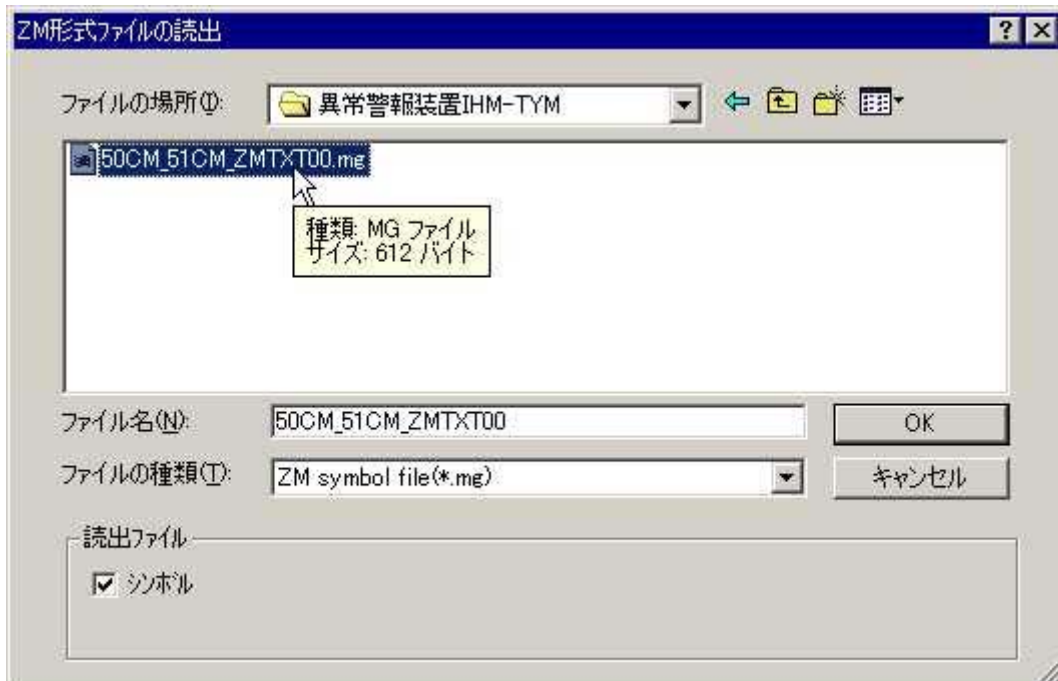 ZM形式ファイルの読出
ファイルの場所(I):
異常警報装置IHM-TYM
50CM_51CM_ZMTXT00.mg
種類: MG ファイル
サイズ: 612 バイト
ファイル名(N):
50CM_51CM_ZMTXT00
OK
ファイルの種類(T):
ZM symbol file(*.mg)
キャンセル
読出ファイル
シンボル